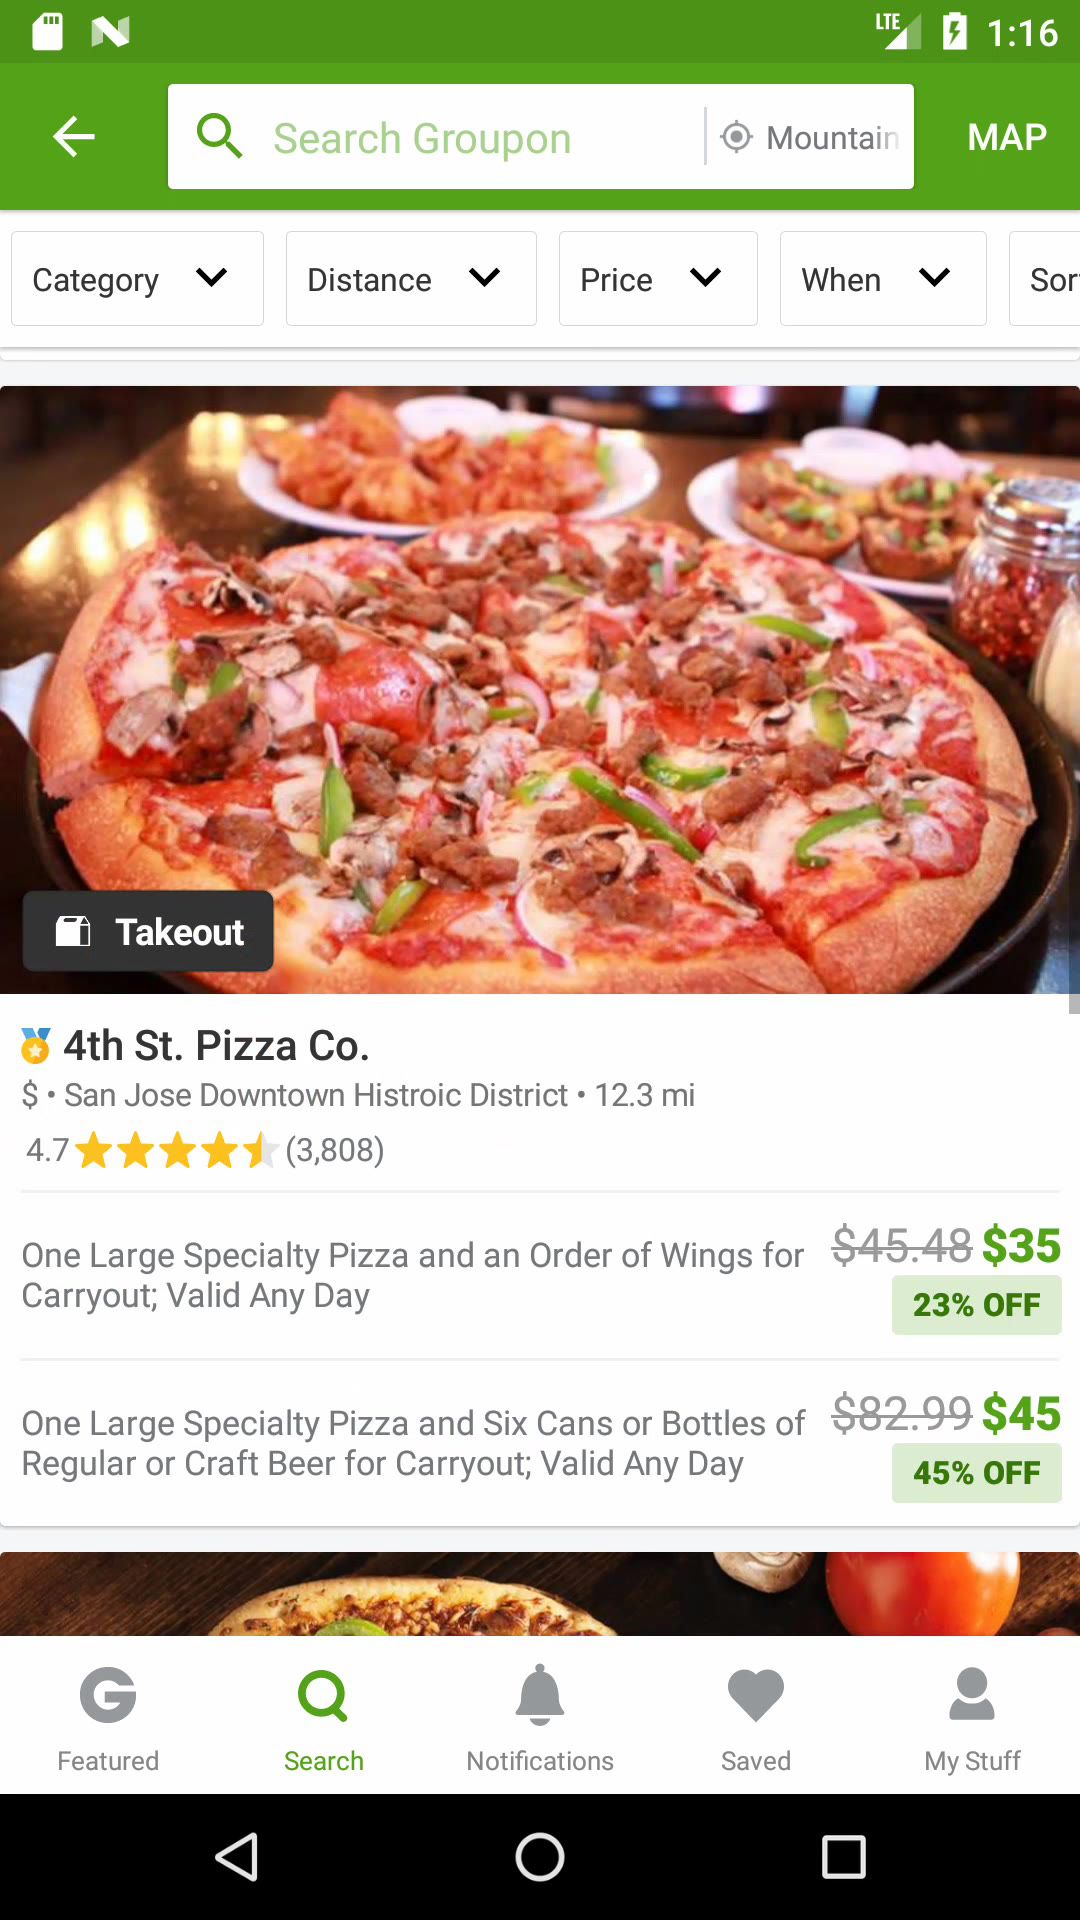 LTE 1:16
Search Groupon Mountain MAP
Category Distance Price When Sor
Takeout
4th St. Pizza Co.
$ • San Jose Downtown Histroic District • 12.3 mi
4.7 (3,808)
One Large Specialty Pizza and an Order of Wings for $45.48 $35
Carryout; Valid Any Day 23% OFF
One Large Specialty Pizza and Six Cans or Bottles of $82.99 $45
Regular or Craft Beer for Carryout; Valid Any Day 45% OFF
Featured Search Notifications Saved My Stuff